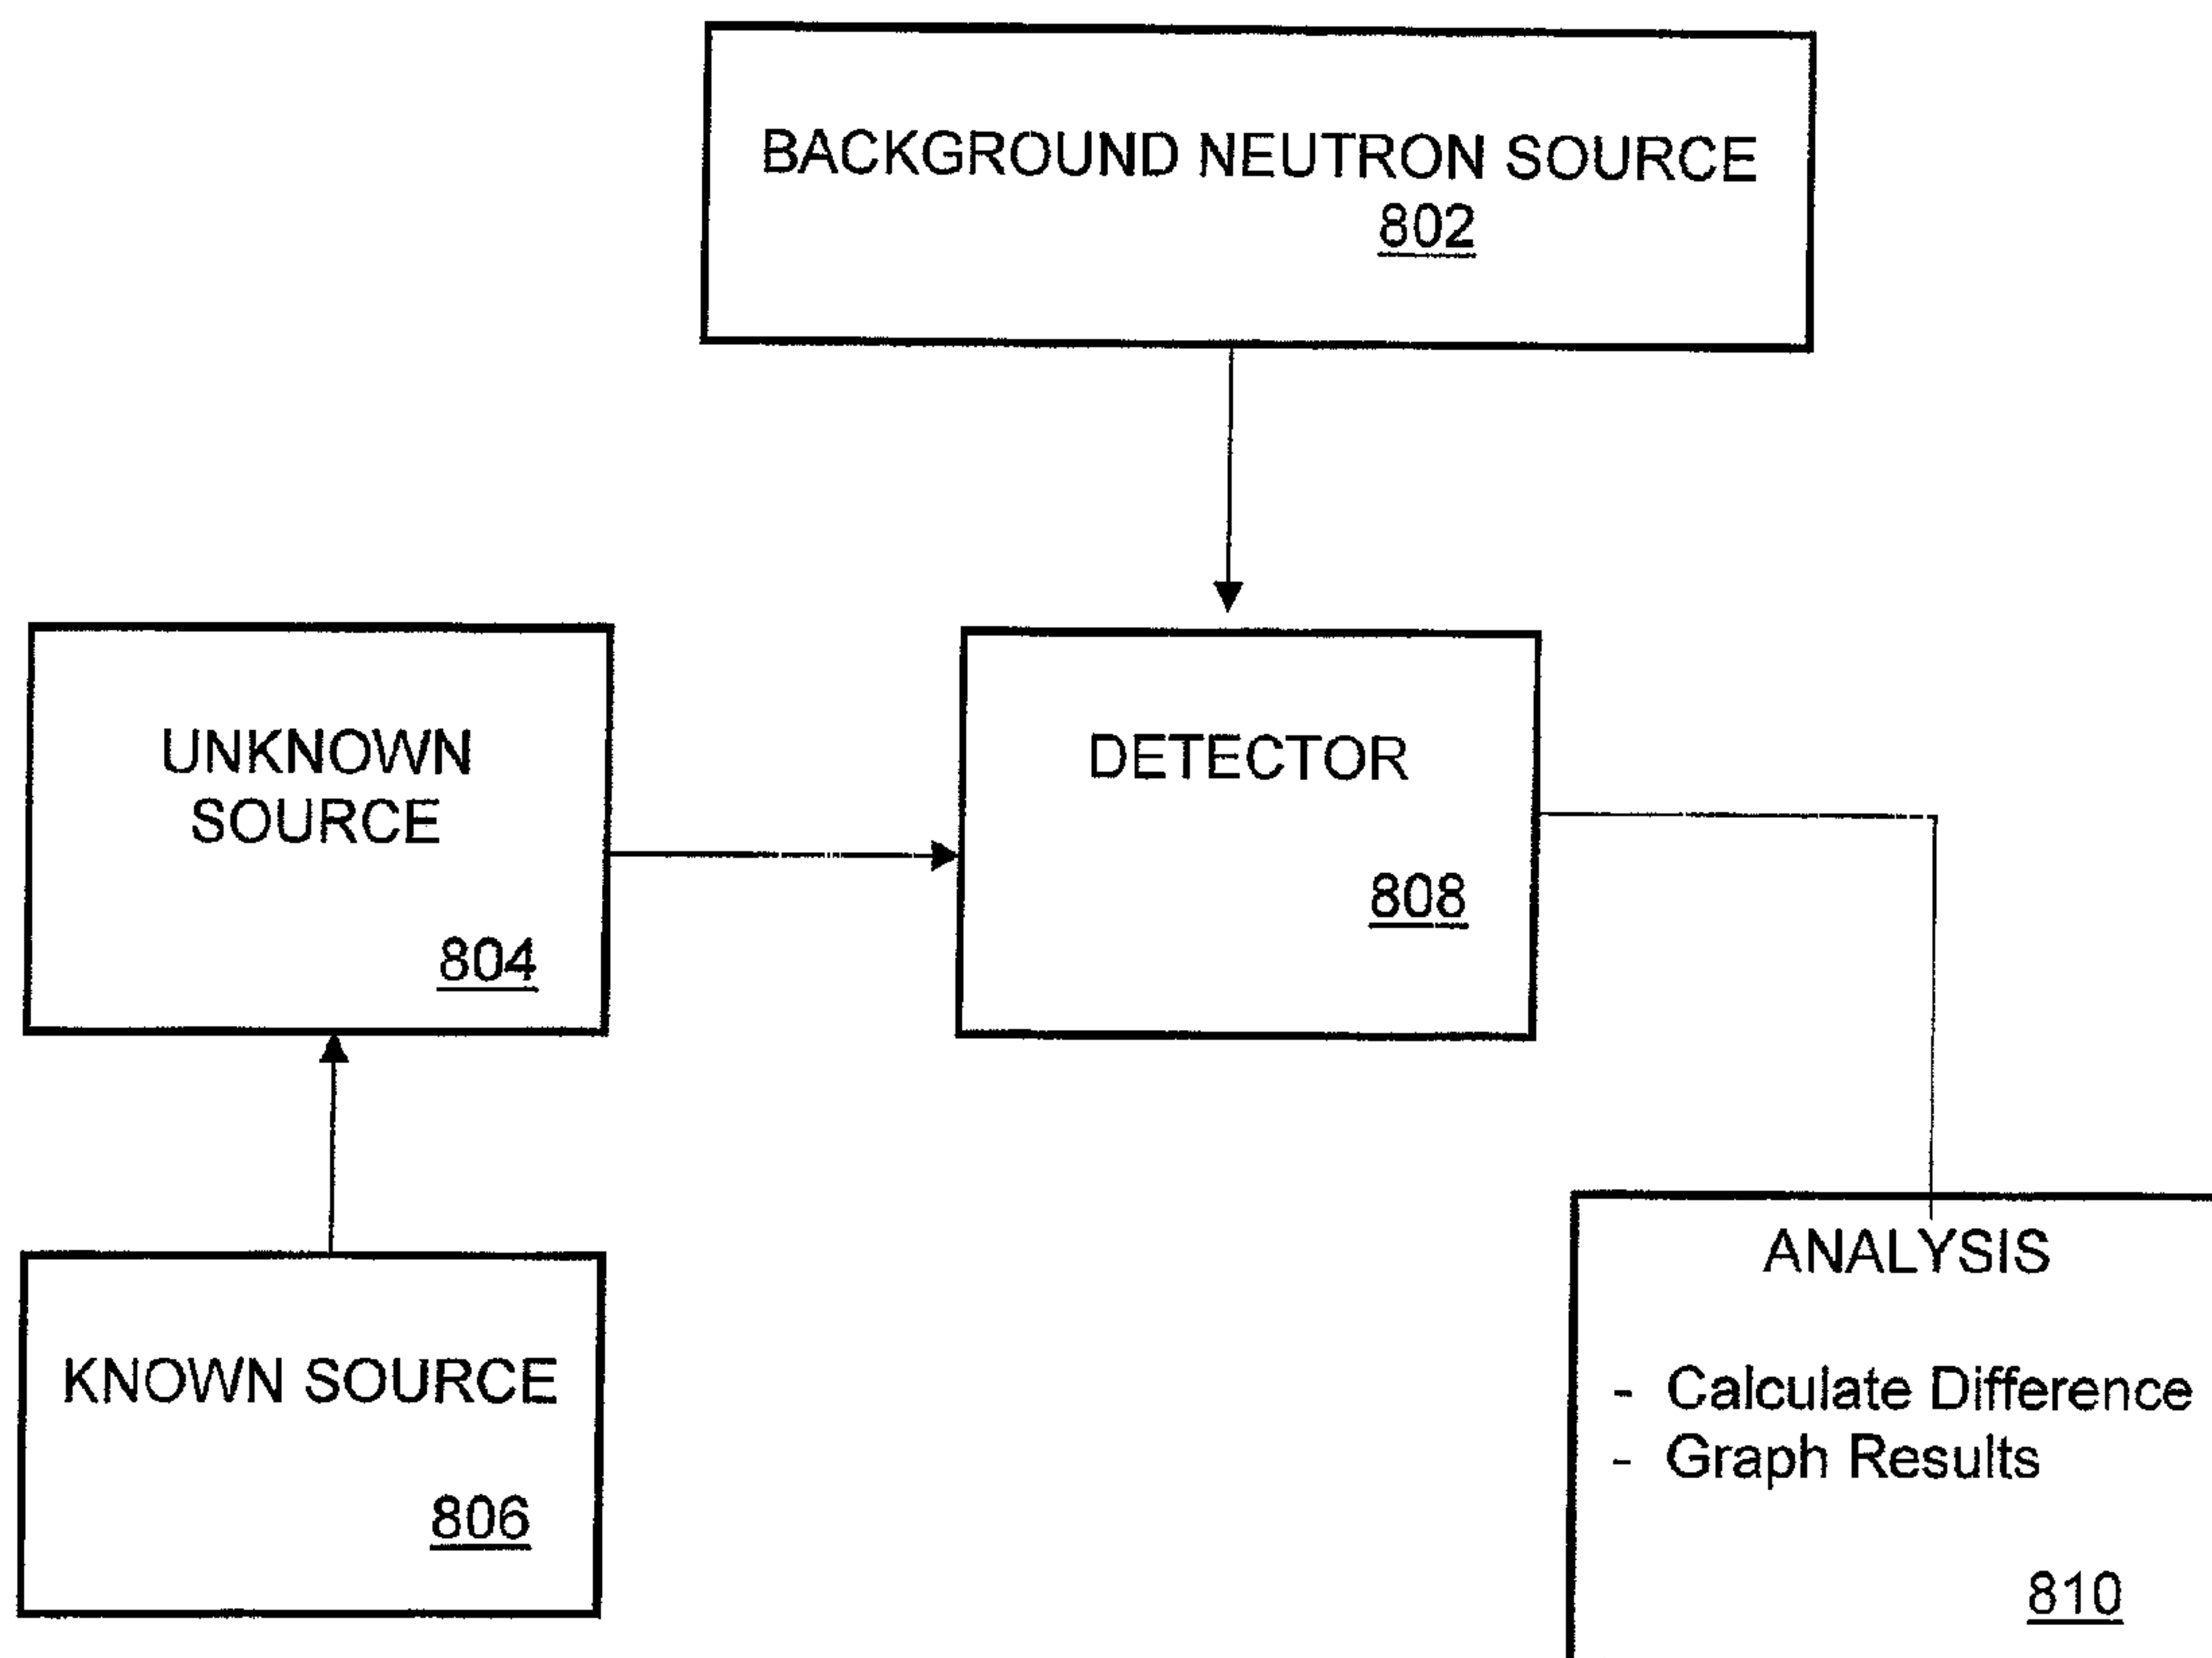 BACKGROUND NEUTRON SOURCE
802
UNKNOWN
SOURCE
804
DETECTOR
808
KNOWN SOURCE
806
ANALYSIS
- Calculate Difference
- Graph Results
810